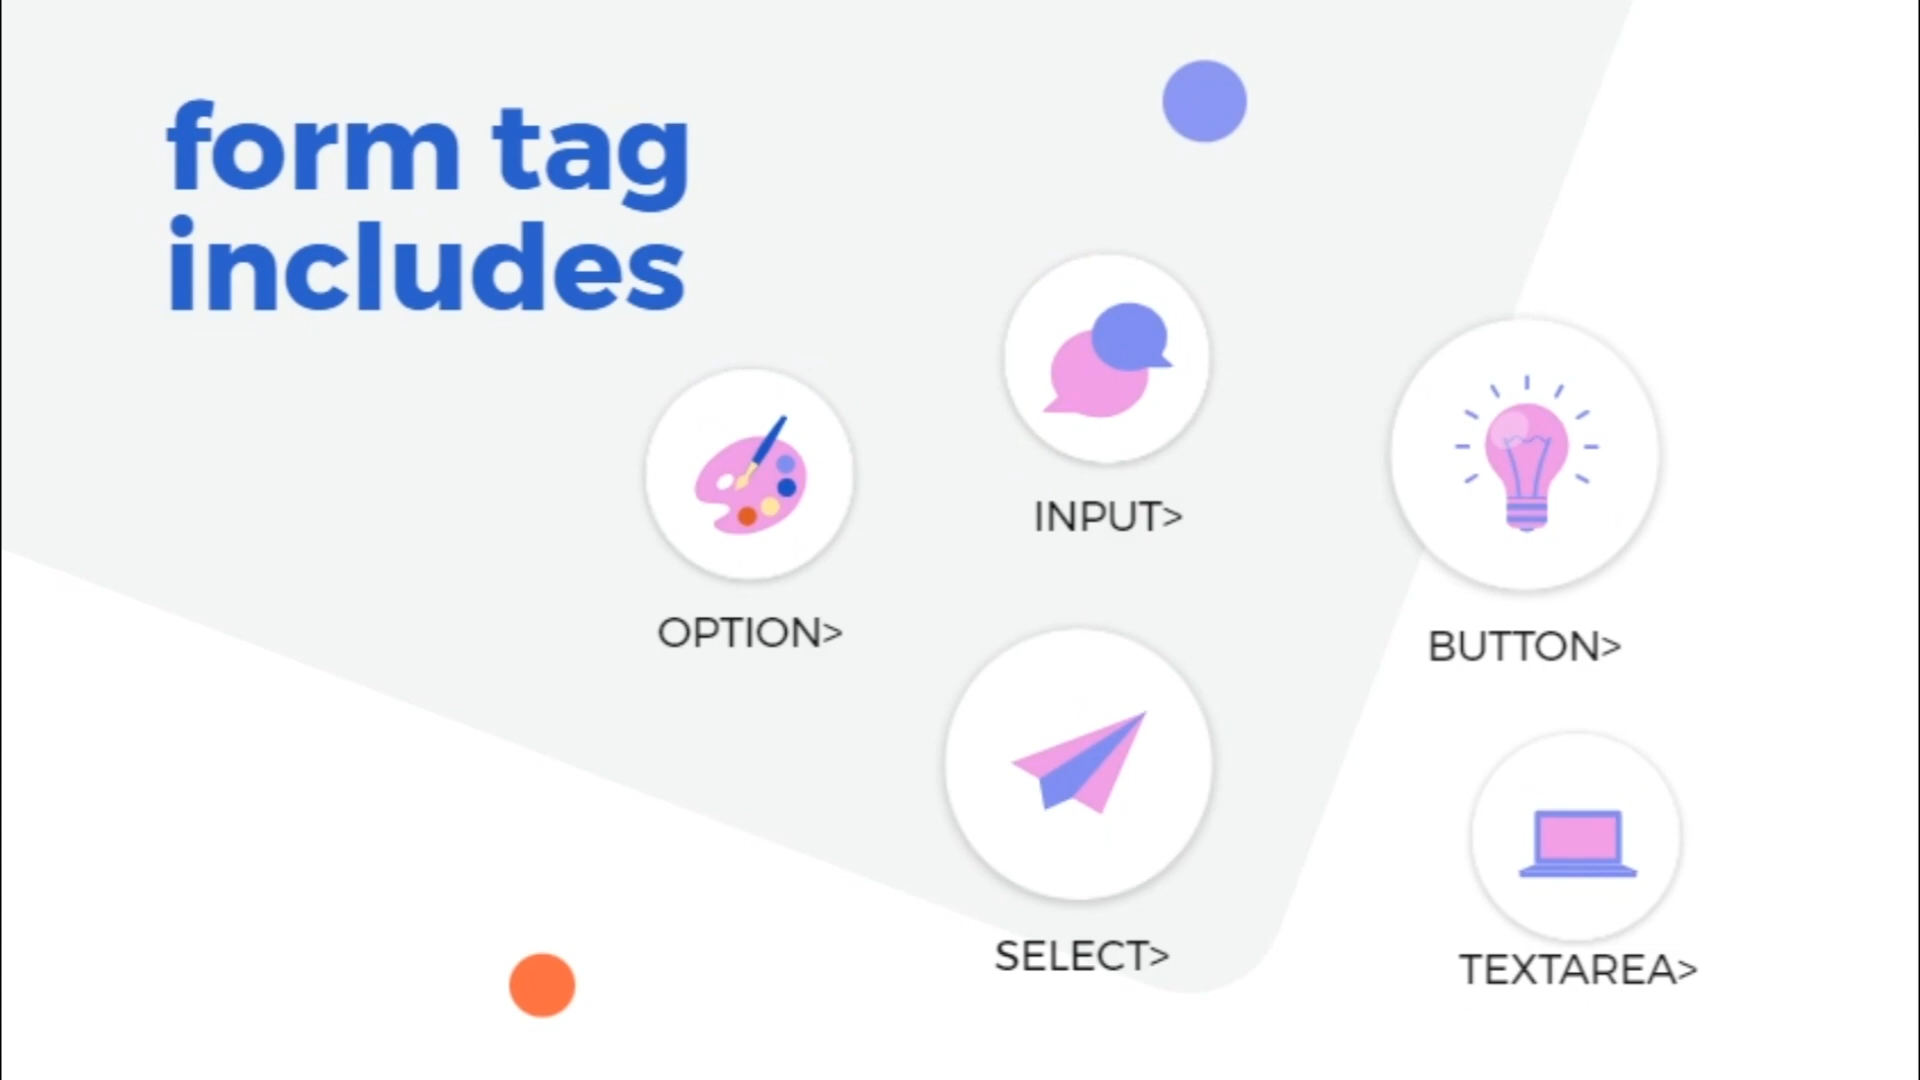 form tag
includes
INPUT>
OPTION>
BUTTON>
SELECT>
TEXTAREA>